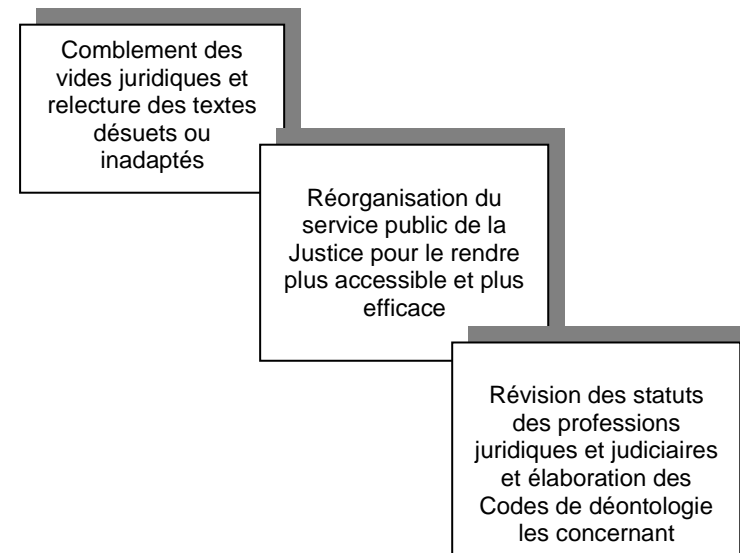 Comblement des
vides juridiques et
relecture des textes
désuets ou
inadaptés
Réorganisation du
service public de la
Justice pour le rendre
plus accessible et plus
efficace
Révision des statuts
des professions
juridiques et judiciaires
et élaboration des
Codes de déontologie
les concernant